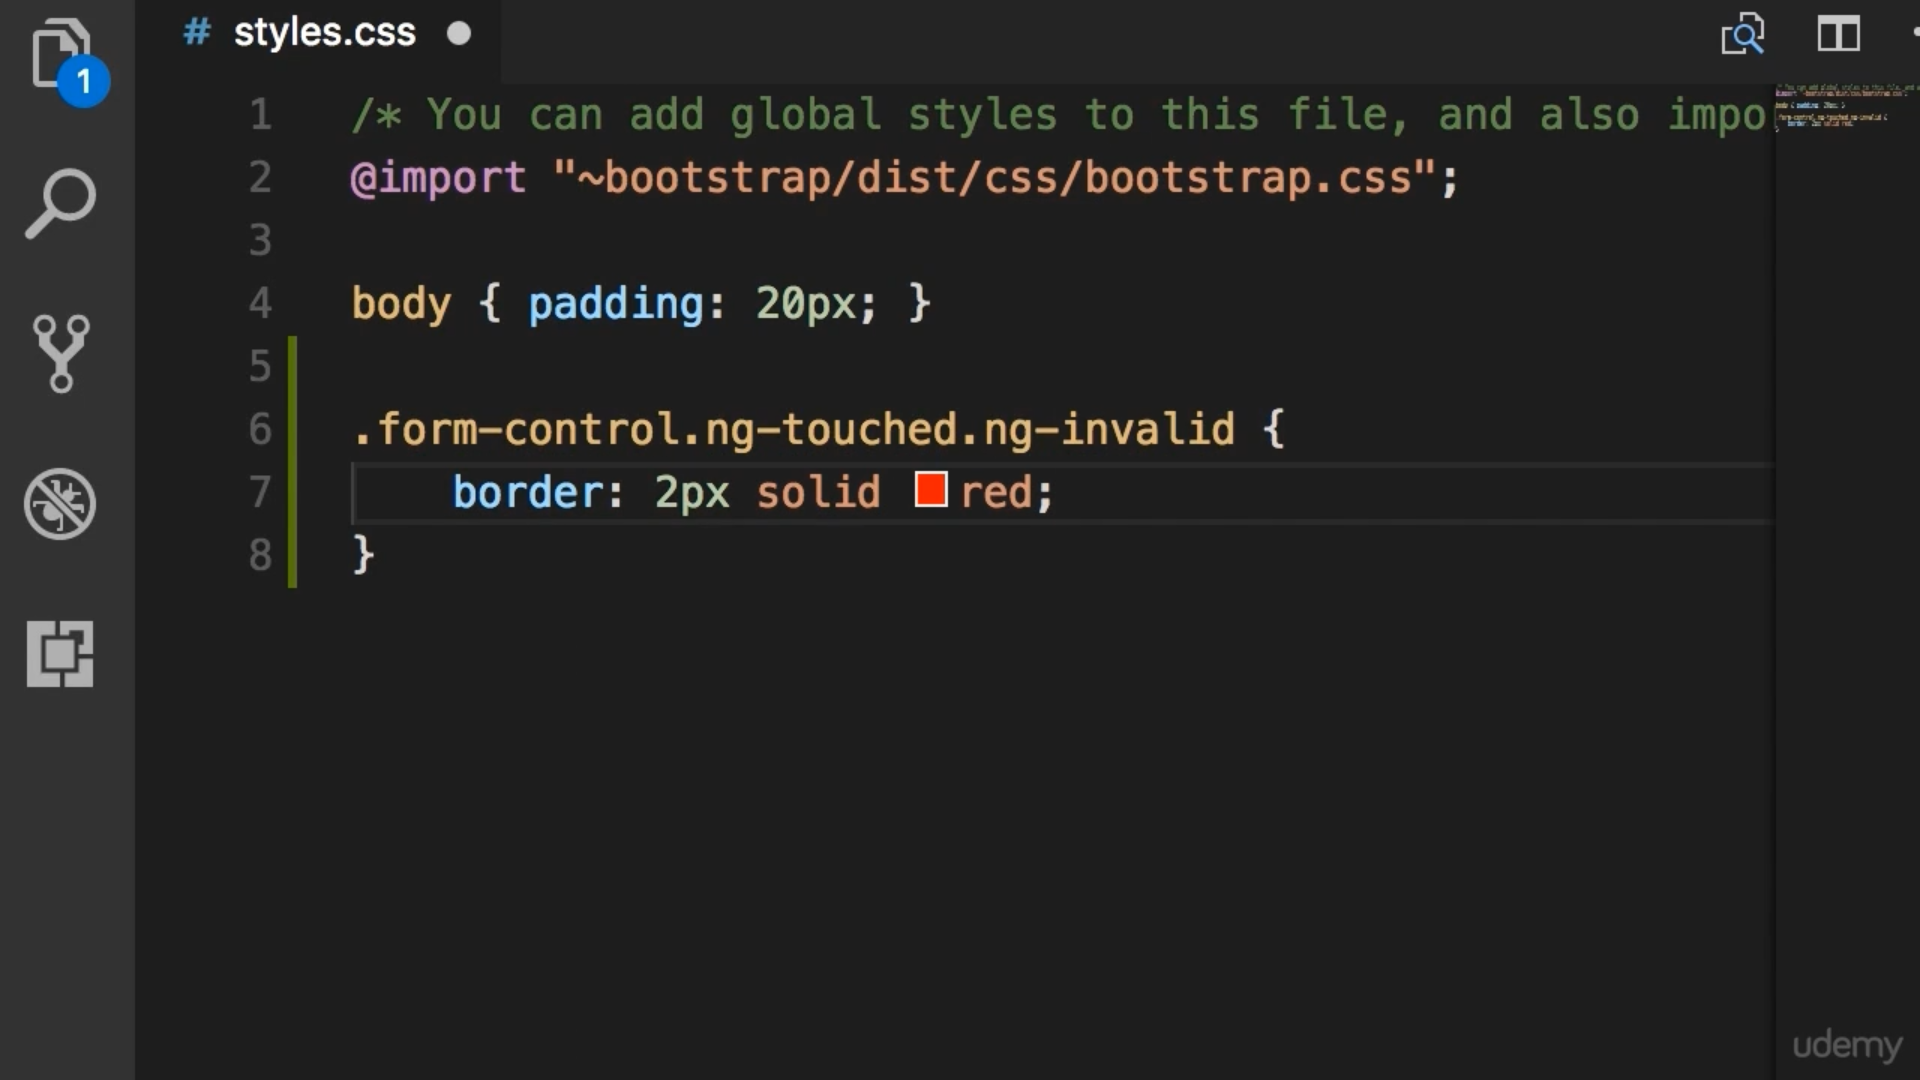 # styles.css
1
1 /* You can add global styles to this file, and also impo
2 @import "~bootstrap/dist/css/bootstrap.css";
3
4 body { padding: 20px; }
5
6 .form-control.ng-touched.ng-invalid {
7 border: 2px solid red;
8 }
udemy